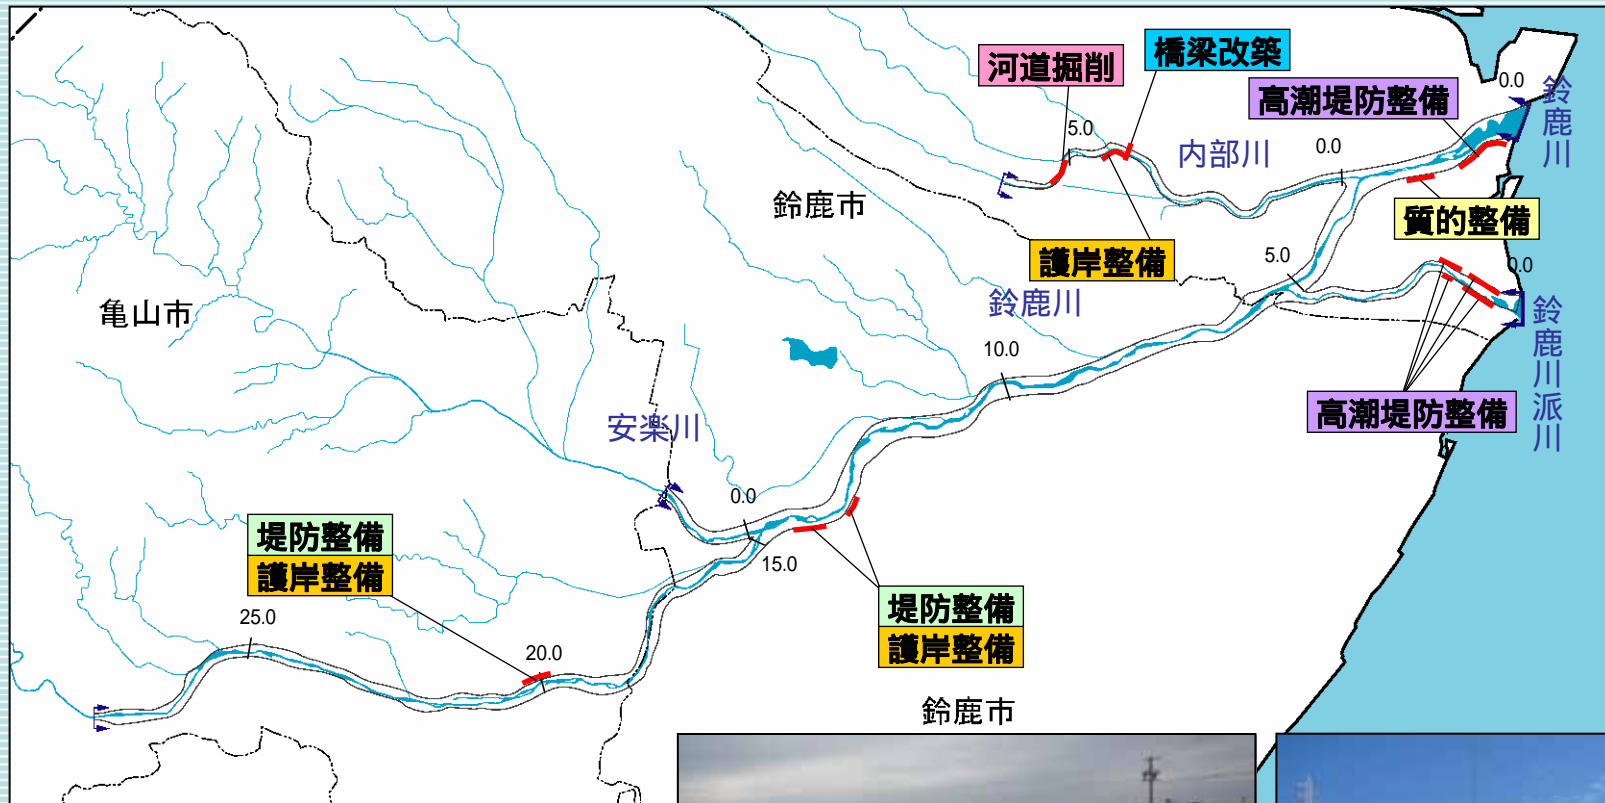 橋梁改築
河道掘削
高潮堤防整備
0.0
鈴鹿川
5.0
0.0
内部川
鈴鹿市
質的整備
護岸整備
5.0
0.0
鈴鹿川
亀山市
鈴鹿川派川
10.0
高潮堤防整備
安楽川
0.0
堤防整備
護岸整備
15.0
堤防整備
護岸整備
25.0
20.0
鈴鹿市